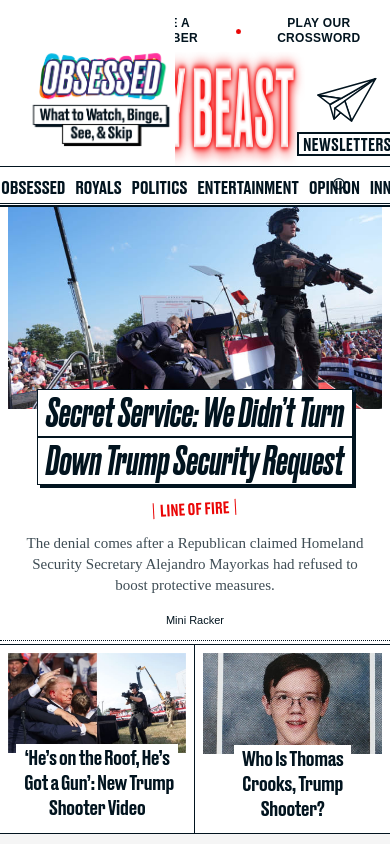 E A
BER
PLAY OUR
CROSSWORD
OBSESSED
What to Watch, Binge,
See, & Skip
Y BEAST
NEWSLETTERS
OBSESSED ROYALS POLITICS ENTERTAINMENT OPINION INN
Secret Service: We Didn't Turn
Down Trump Security Request
LINE OF FIRE
The denial comes after a Republican claimed Homeland
Security Secretary Alejandro Mayorkas had refused to
boost protective measures.
Mini Racker
‘He’s on the Roof, He’s
Got a Gun’: New Trump
Shooter Video
Who Is Thomas
Crooks, Trump
Shooter?